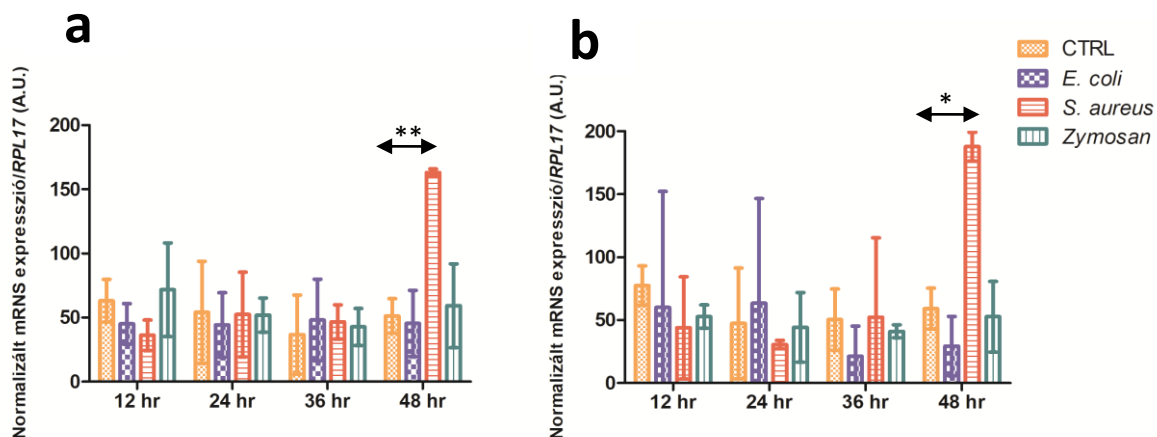 a
Normalizált mRNS expresszió/RPL17 (A.U.)
200
150
100
50
0
**
12 hr 24 hr 36 hr 48 hr
b
Normalizált mRNS expresszió/RPL17 (A.U.)
200
150
100
50
0
*
12 hr 24 hr 36 hr 48 hr
CTRL
E. coli
S. aureus
Zymosan